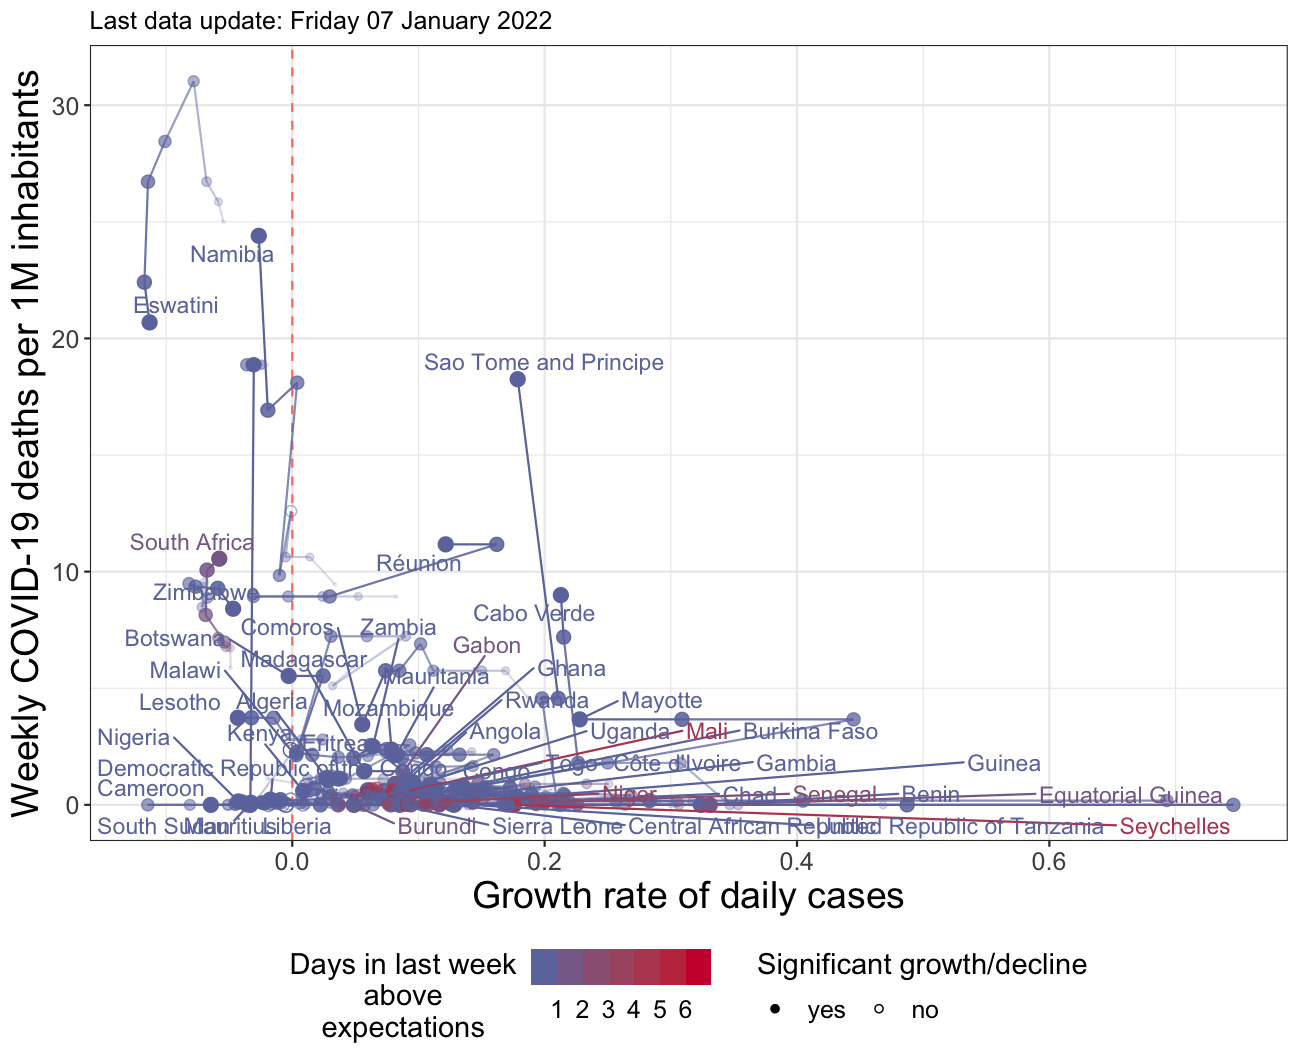 Last data update: Friday 07 January 2022
Weekly COVID-19 deaths per 1M inhabitants
30
20
10
0
Namibia
Eswatini
Sao Tome and Principe
South Africa
Réunion
Zimbabwe
Cabo Verde
Comoros
Zambia
Botswana
Gabon
Madagascar
Malawi
Mauritania
Ghana
Lesotho
Algeria
Mozambique
Rwanda
Mayotte
Nigeria
Kenya
Eritrea
Angola
Uganda
Mali
Burkina Faso
Democratic Republic of the Congo
Congo
Togo
Côte d'Ivoire
Gambia
Guinea
Cameroon
Niger
Chad
Senegal
Benin
Equatorial Guinea
South Sudan
Mauritius
Liberia
Burundi
Sierra Leone
Central African Republic
United Republic of Tanzania
Seychelles
0.0
0.2
0.4
0.6
Growth rate of daily cases
Days in last week
above
expectations
1 2 3 4 5 6
Significant growth/decline
yes
no